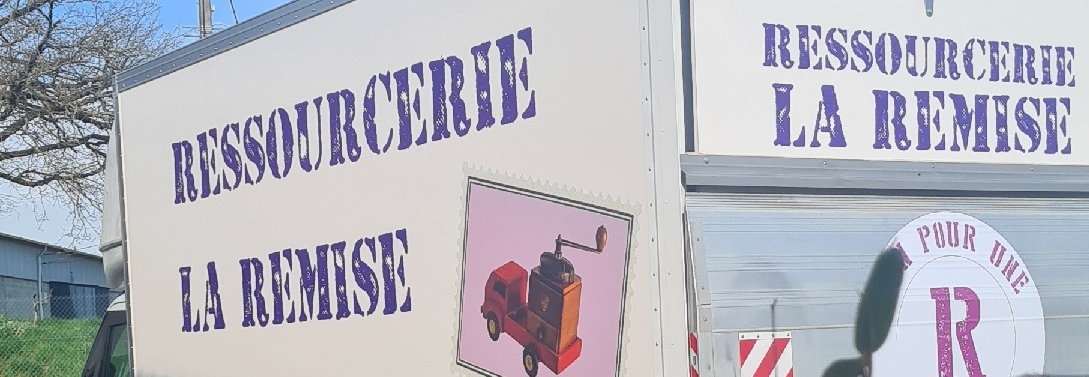 RESSOURCERIE
LA REMISE
RESSOURCERIE
LA REMISE
POUR UNE
R